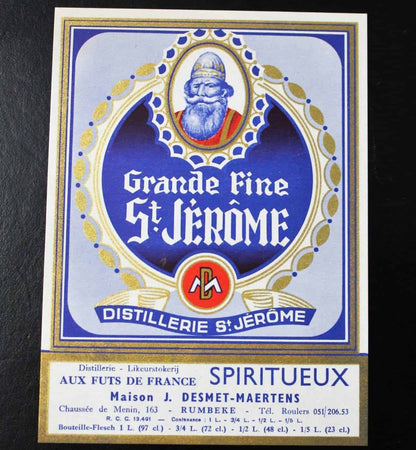 Grande Fine
St. JÉRÔME
DM
DISTILLERIE St JÉRÔME
Distillerie - Likeurstokerij
AUX FUTS DE FRANCE SPIRITUEUX
Maison J. DESMET-MAERTENS
Chaussée de Menin, 163 - RUMBEKE - Tél. Roulers 051/206.53
R. C. C. 13.491 — Contenance : 1 L. - 3/4 L. - 1/2 L. - 1/5 L.
Bouteille-Flesch 1 L. (97 cl.) - 3/4 L. (72 cl.) - 1/2 L. (48 cl.) - 1/5 L. (23 cl.)